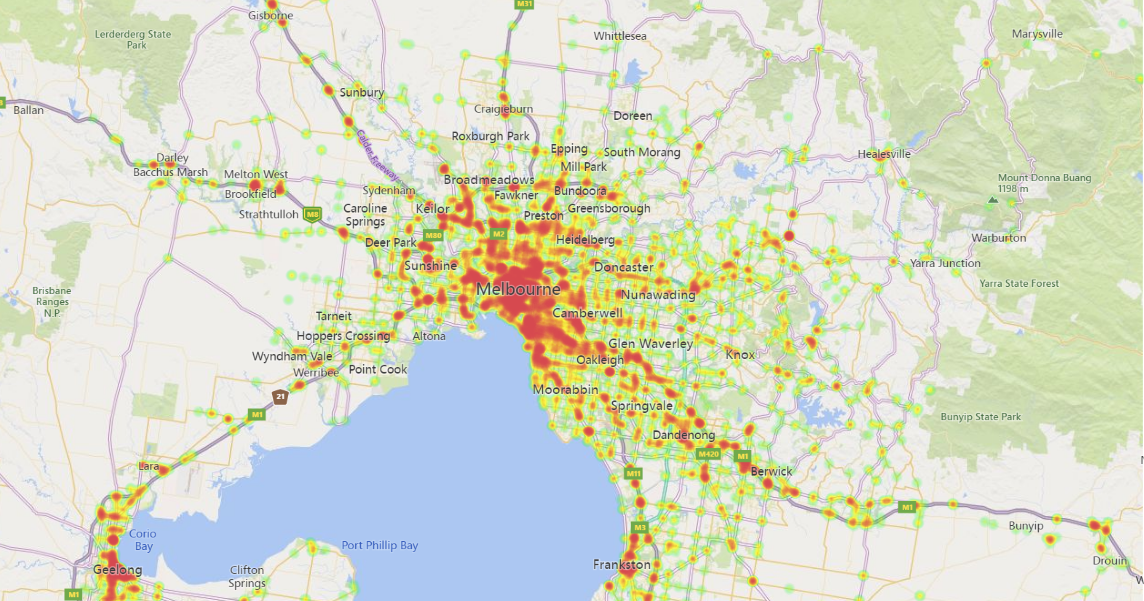 M31
Gisborne
Lerderderg State
Park
Whittlesea
Marysville
Sunbury
Ballan
Craigieburn
Doreen
Calder Freeway
Roxburgh Park
Epping
South Morang
Healesville
Darley
Bacchus Marsh
Mill Park
Melton West
Brookfield
Broadmeadows
Mount Donna Buang
1198 m
Sydenham
Fawkner
Bundoora
Strathtulloh
M8
Caroline
Springs
Keilor
Preston
Greensborough
Deer Park
M80
M2
Heidelberg
Warburton
Sunshine
Doncaster
Yarra Junction
Brisbane
Ranges
N.P.
Melbourne
Nunawading
Yarra State Forest
Tarneit
Camberwell
Hoppers Crossing
Altona
Glen Waverley
Wyndham Vale
Oakleigh
Knox
Werribee
Point Cook
21
Moorabbin
M1
Springvale
Bunyip State Park
Dandenong
M420
M1
Lara
M11
Berwick
M1
Corio
Bay
M3
Bunyip
Port Phillip Bay
Geelong
Clifton
Springs
Frankston
Drouin
M1
W